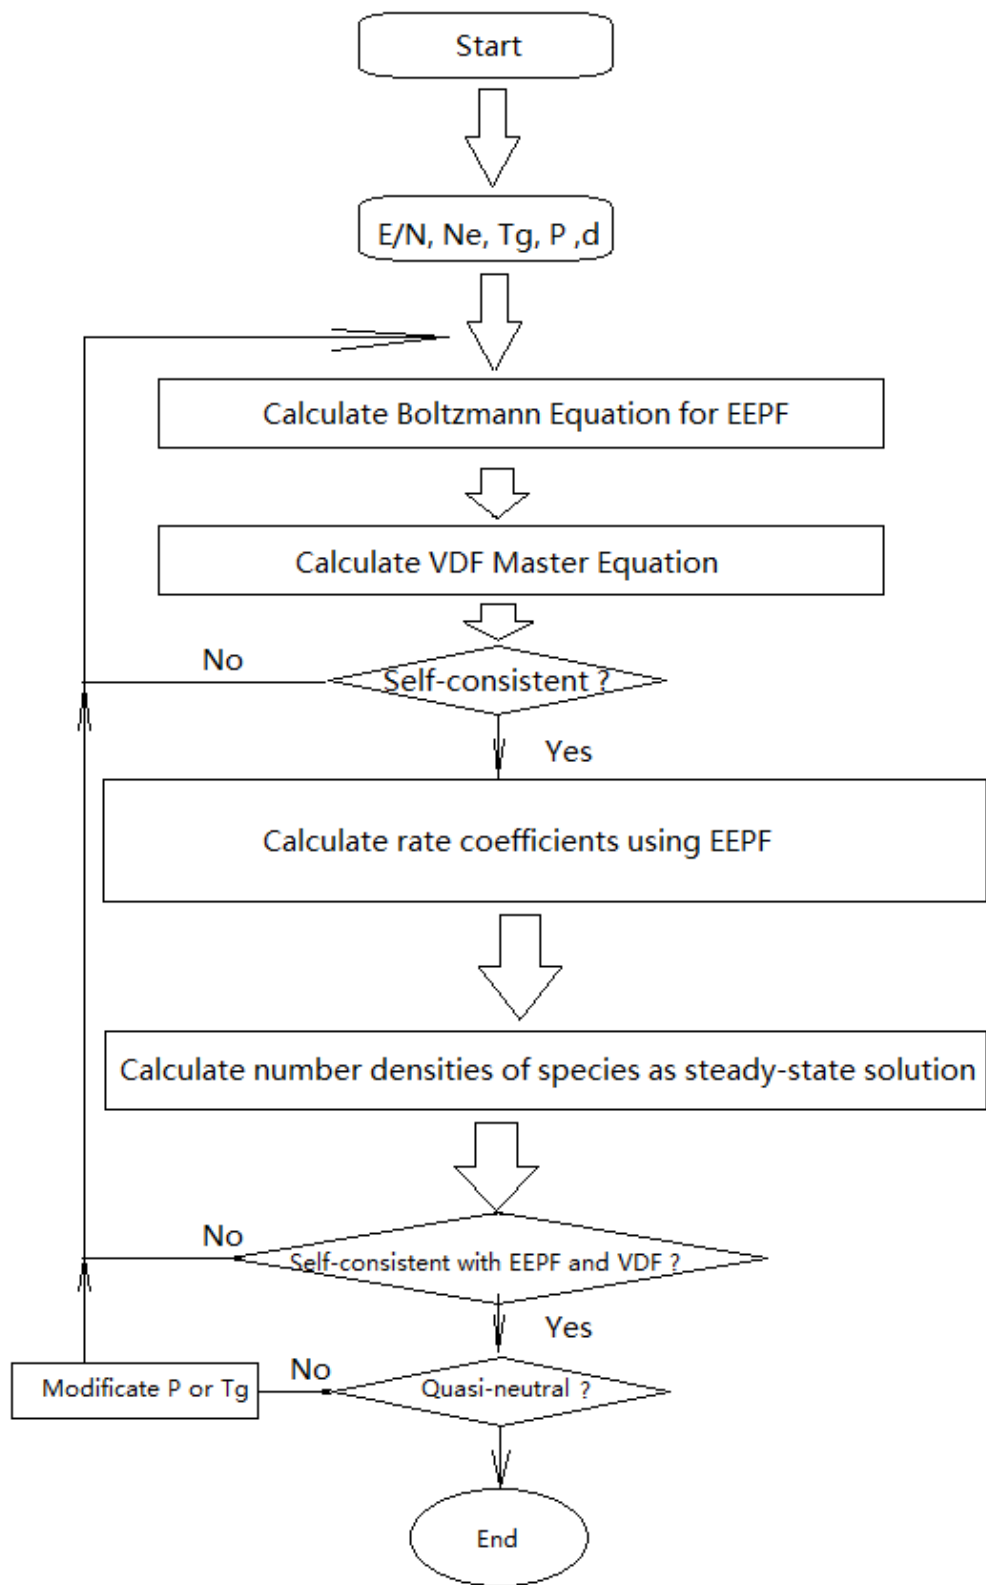 Start
E/N, Ne, Tg, P ,d
Calculate Boltzmann Equation for EEPF
Calculate VDF Master Equation
No
Self-consistent ?
Yes
Calculate rate coefficients using EEPF
Calculate number densities of species as steady-state solution
No
Self-consistent with EEPF and VDF ?
Yes
No
Modificate P or Tg
Quasi-neutral ?
End